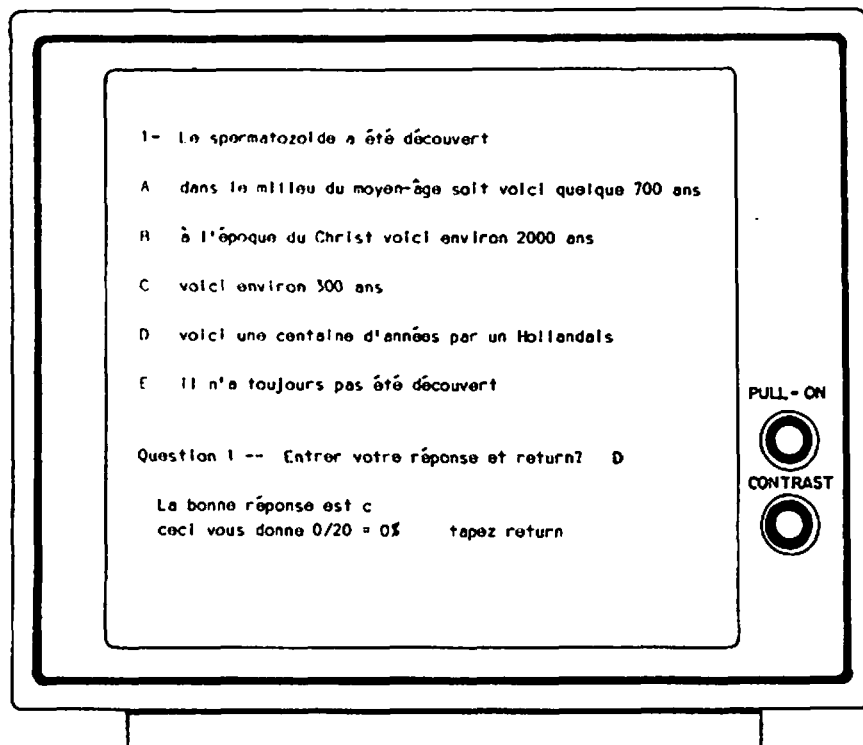 1- Le spermatozoïde a été découvert
A dans le milieu du moyen-âge soit voici quelque 700 ans
B à l'époque du Christ voici environ 2000 ans
C voici environ 300 ans
D voici une centaine d'années par un Hollandais
E il n'a toujours pas été découvert
PULL-ON
Question 1 -- Entrer votre réponse et return? D
CONTRAST
La bonne réponse est c
ceci vous donne 0/20 = 0% tapez return